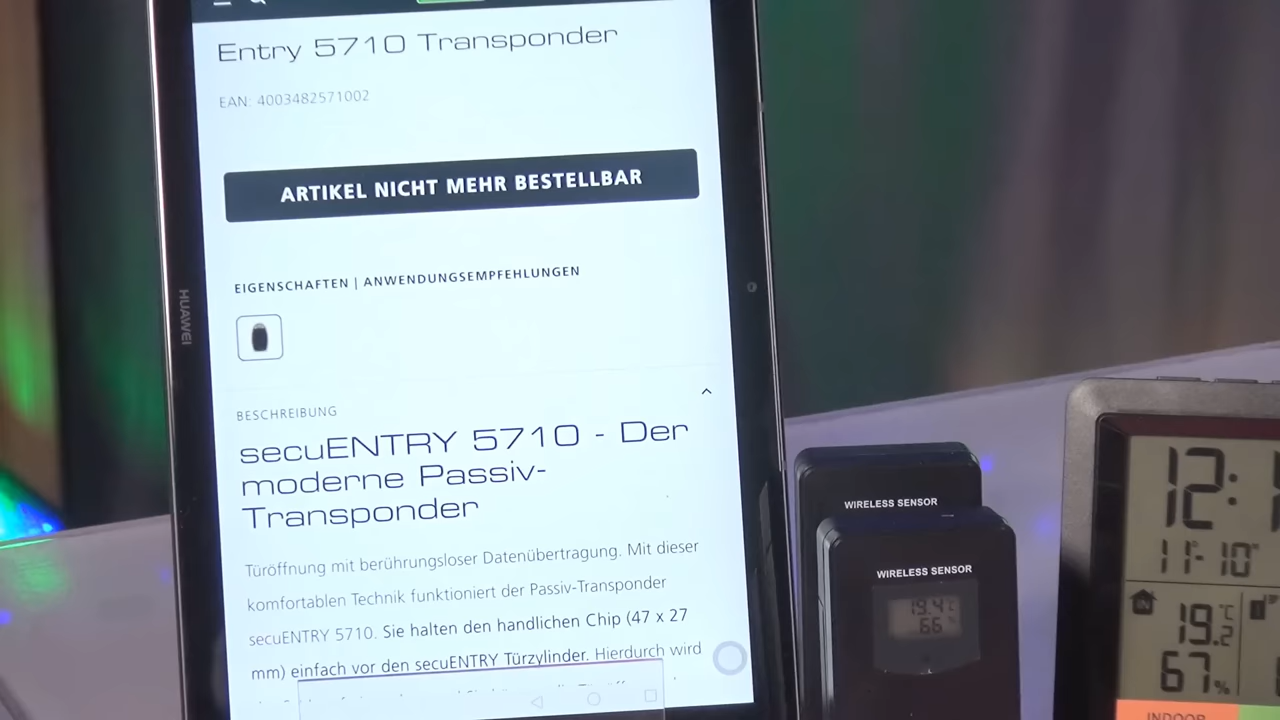 Entry 5710 Transponder
EAN: 4003482571002
ARTIKEL NICHT MEHR BESTELLBAR
EIGENSCHAFTEN | ANWENDUNGSEMPFEHLUNGEN
BESCHREIBUNG
secuENTRY 5710 - Der
moderne Passiv-
Transponder
Türöffnung mit berührungsloser Datenübertragung. Mit dieser
komfortablen Technik funktioniert der Passiv-Transponder
secuENTRY 5710. Sie halten den handlichen Chip (47 x 27
mm) einfach vor den secuENTRY Türzylinder. Hierdurch wird
HUAWEI
WIRELESS SENSOR
WIRELESS SENSOR
19.4°C
66%
12:
11-10
IN
19.2°C
67%
INDOOR